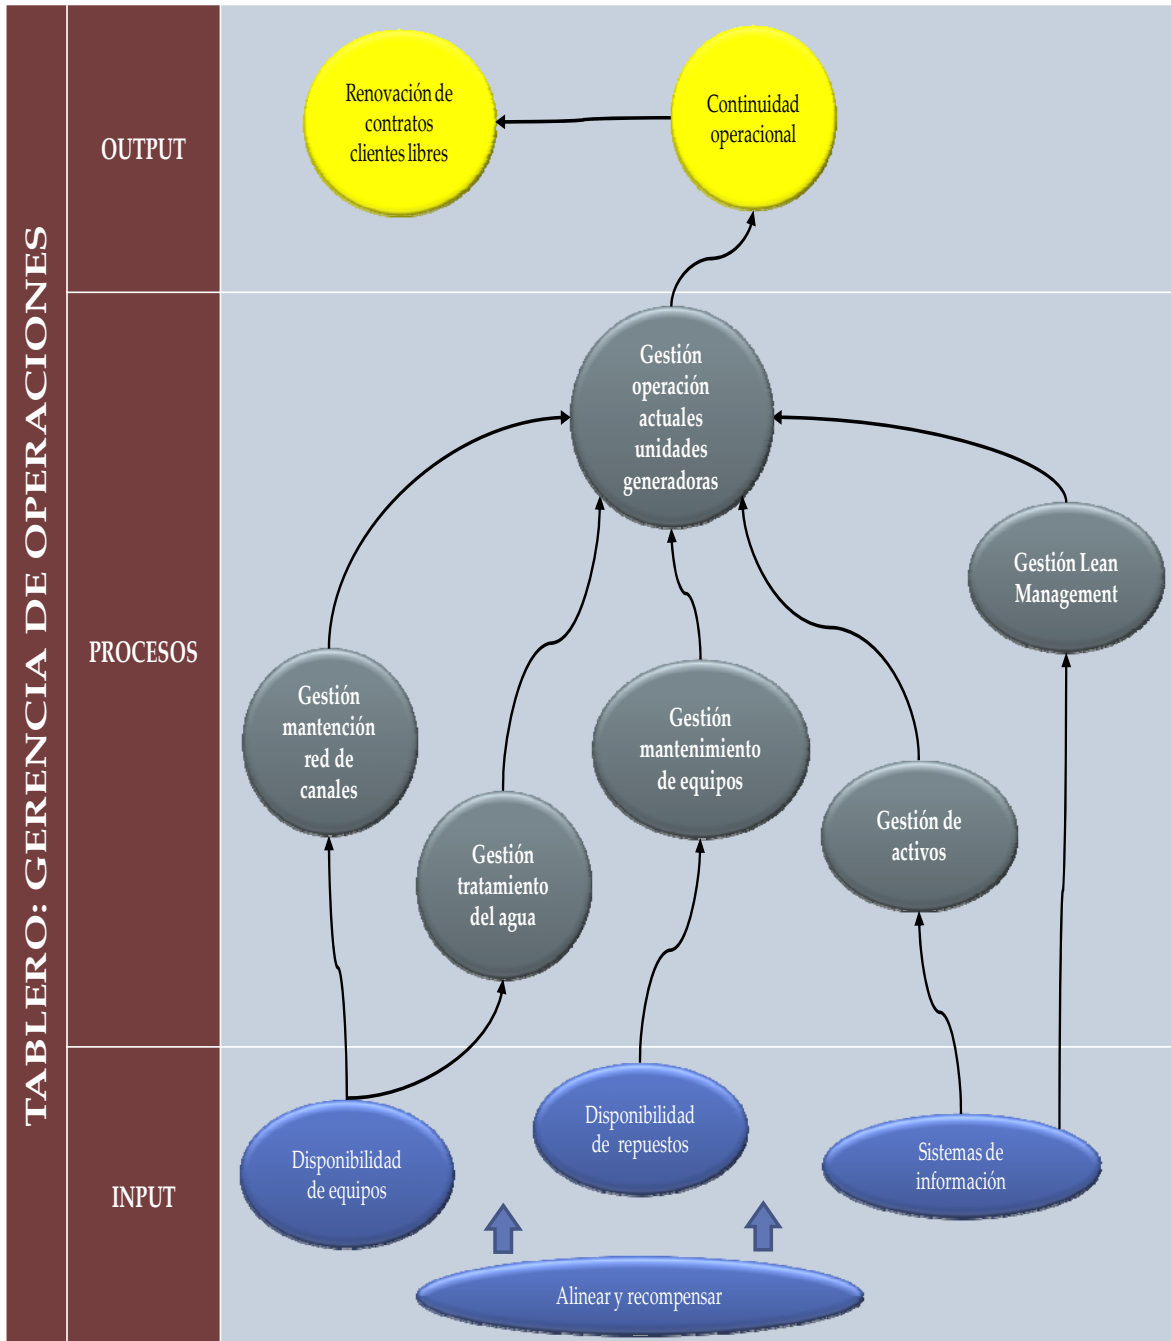 TABLERO: GERENCIA DE OPERACIONES
OUTPUT
Renovación de
contratos
clientes libres
Continuidad
operacional
PROCESOS
Gestión
operación
actuales
unidades
generadoras
Gestión Lean
Management
Gestión
mantención
red de
canales
Gestión
mantenimiento
de equipos
Gestión de
activos
Gestión
tratamiento
del agua
INPUT
Disponibilidad
de equipos
Disponibilidad
de repuestos
Sistemas de
información
Alinear y recompensar